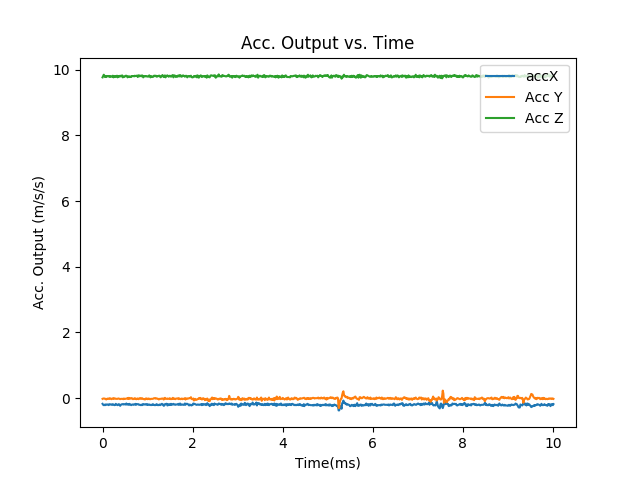 Acc. Output vs. Time
accX
Acc Y
Acc Z
Acc. Output (m/s/s)
10
8
6
4
2
0
0 2 4 6 8 10
Time(ms)